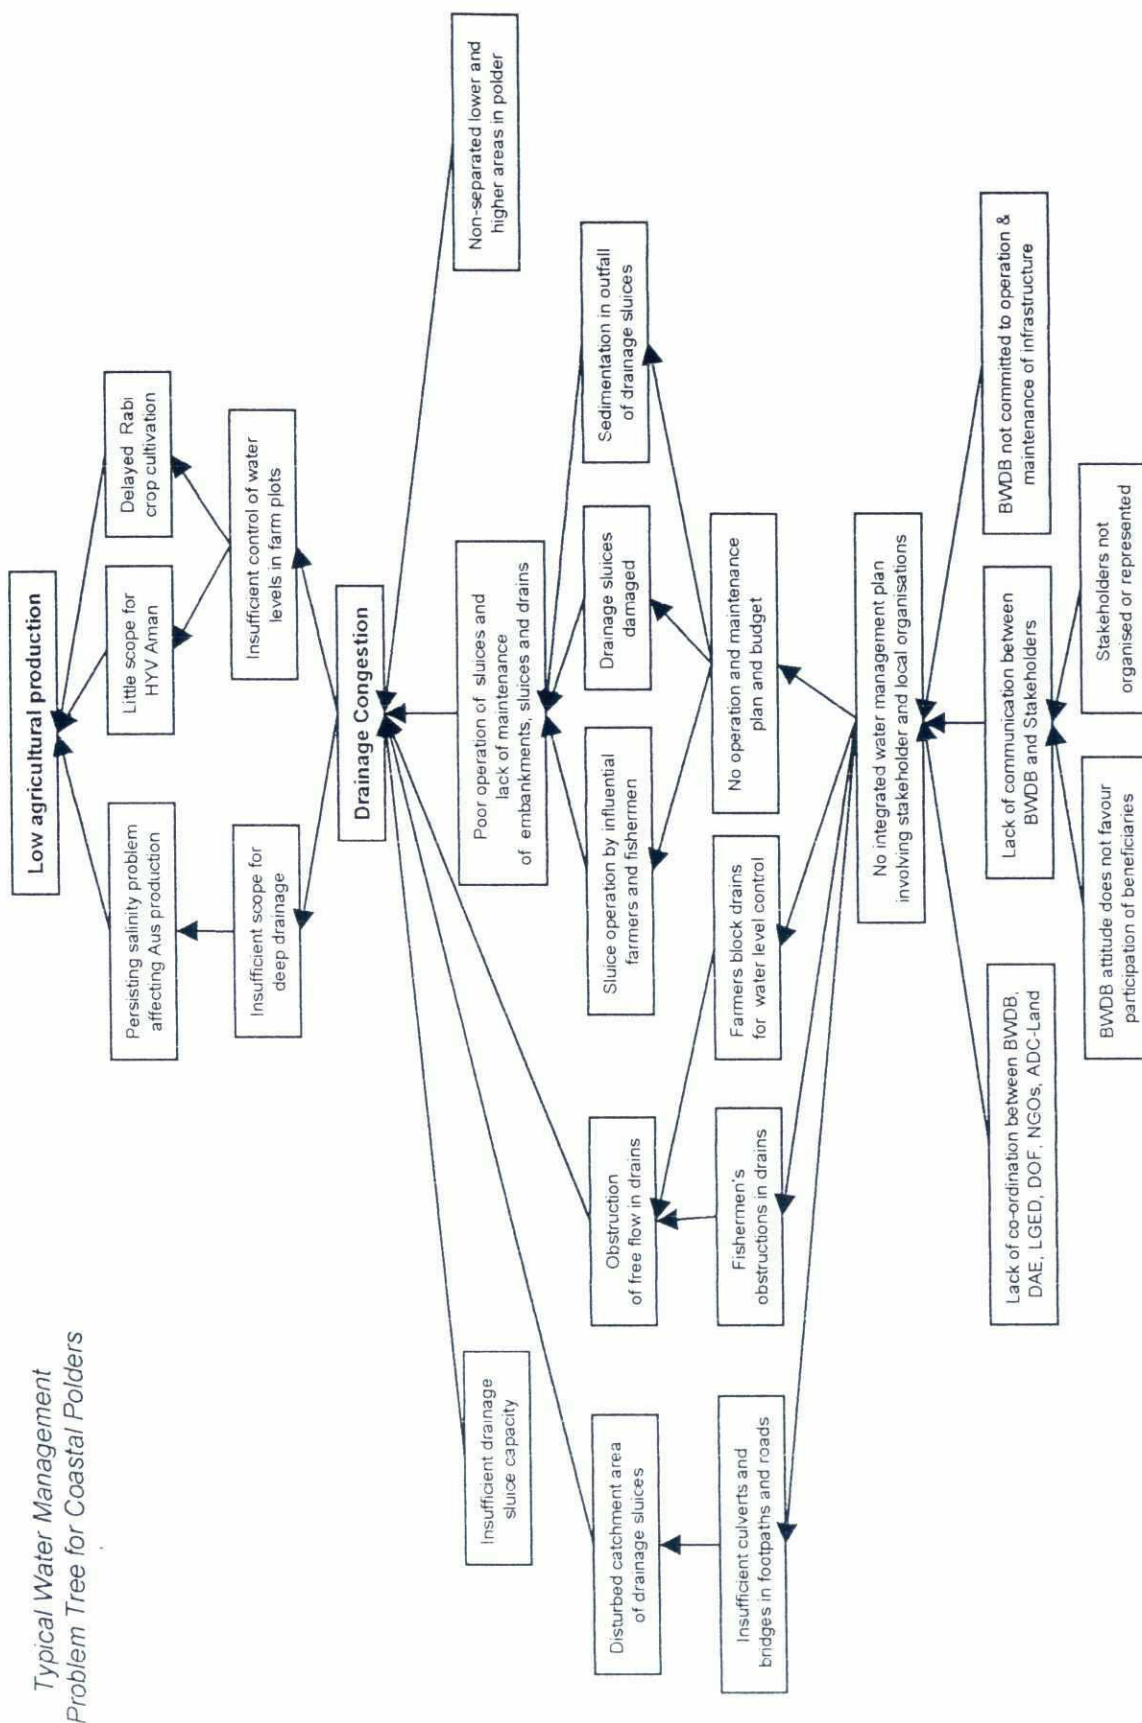 Typical Water Management
Problem Tree for Coastal Polders
Low agricultural production
Persisting salinity problem
affecting Aus production
Little scope for
HYV Aman
Delayed Rabi
crop cultivation
Insufficient scope for
deep drainage
Insufficient control of water
levels in farm plots
Drainage Congestion
Insufficient drainage
sluice capacity
Poor operation of sluices and
lack of maintenance
of embankments, sluices and drains
Non-separated lower and
higher areas in polder
Disturbed catchment area
of drainage sluices
Obstruction
of free flow in drains
Sluice operation by influential
farmers and fishermen
Drainage sluices
damaged
Sedimentation in outfall
of drainage sluices
Insufficient culverts and
bridges in footpaths and roads
Fishermen's
obstructions in drains
Farmers block drains
for water level control
No operation and maintenance
plan and budget
No integrated water management plan
involving stakeholder and local organisations
Lack of co-ordination between BWDB,
DAE, LGED, DOF, NGOs, ADC-Land
Lack of communication between
BWDB and Stakeholders
BWDB not committed to operation &
maintenance of infrastructure
BWDB attitude does not favour
participation of beneficiaries
Stakeholders not
organised or represented